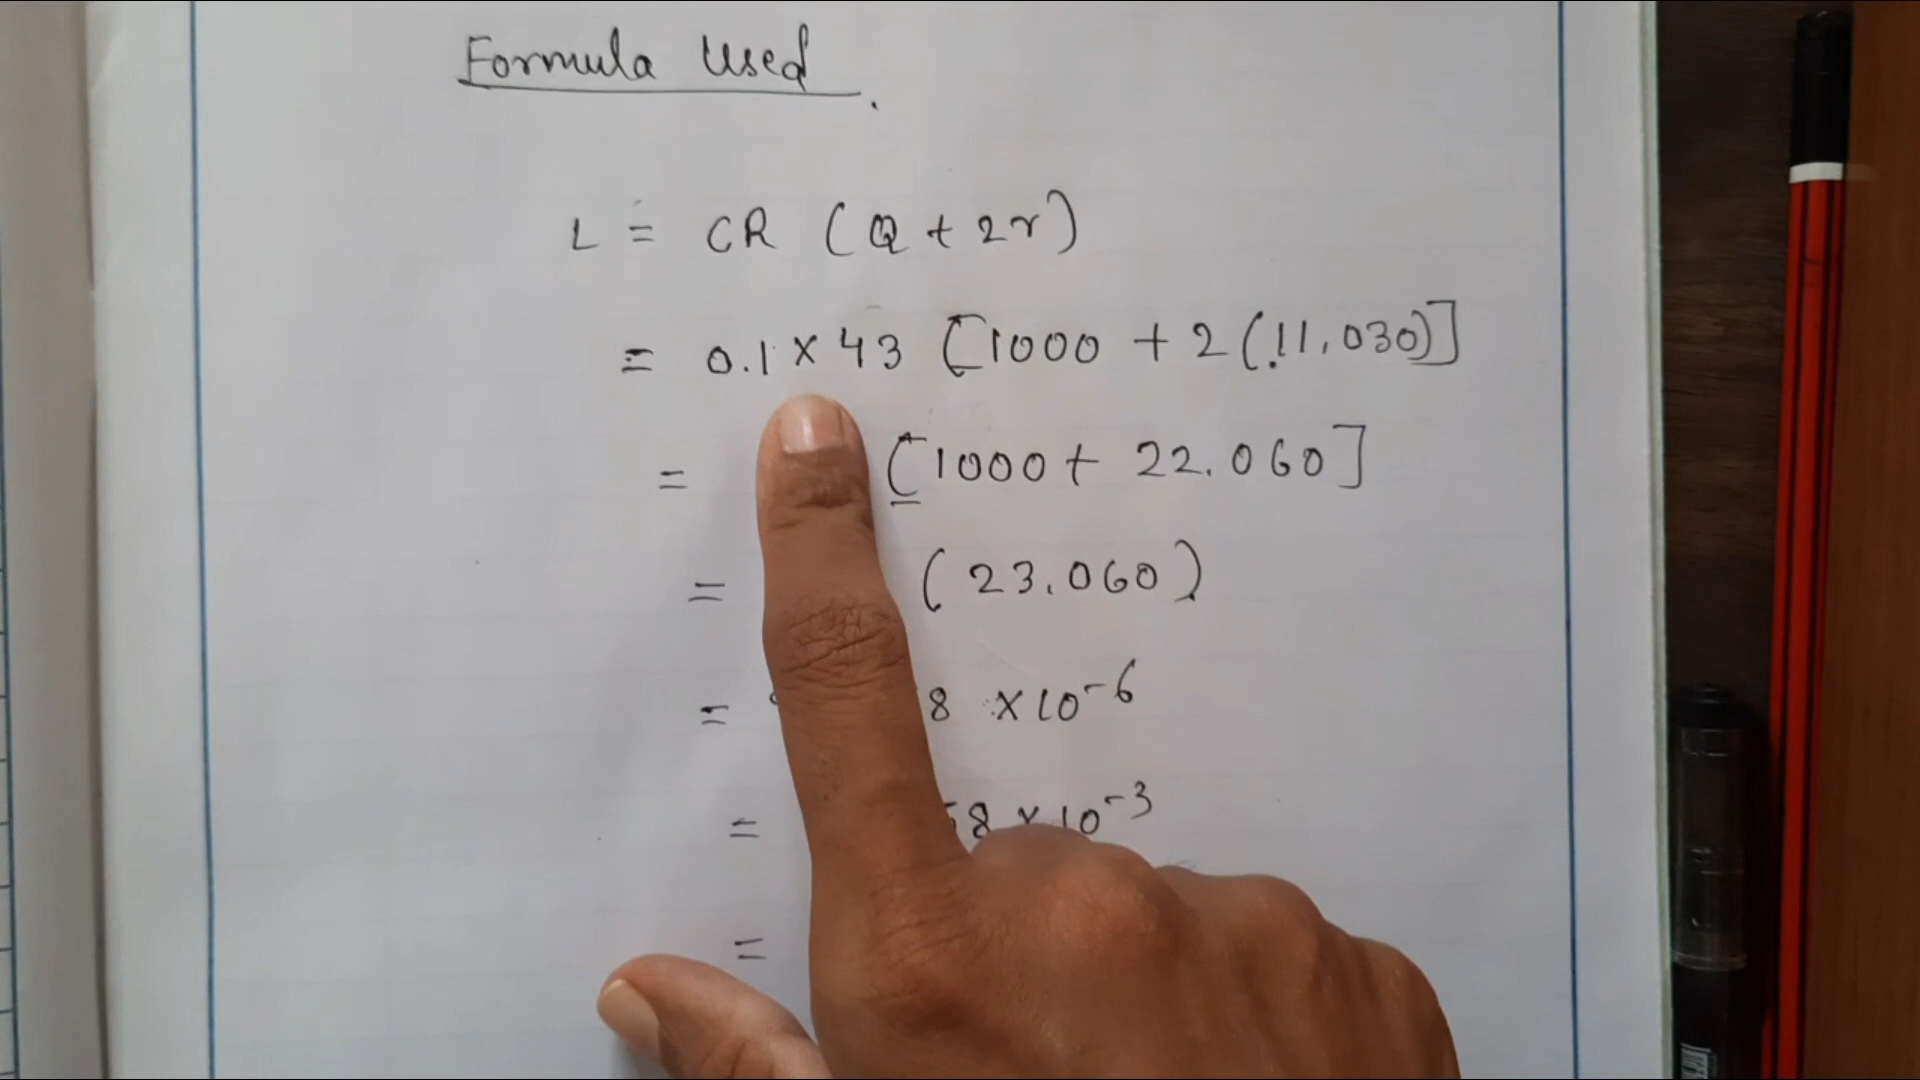 Formula Used.
L = CR (Q + 2r)
= 0.1 × 43 [1000 + 2(11,030)]
= [1000 + 22.060]
= (23.060)
= 8 × 10⁻⁶
= 58 × 10⁻³
=